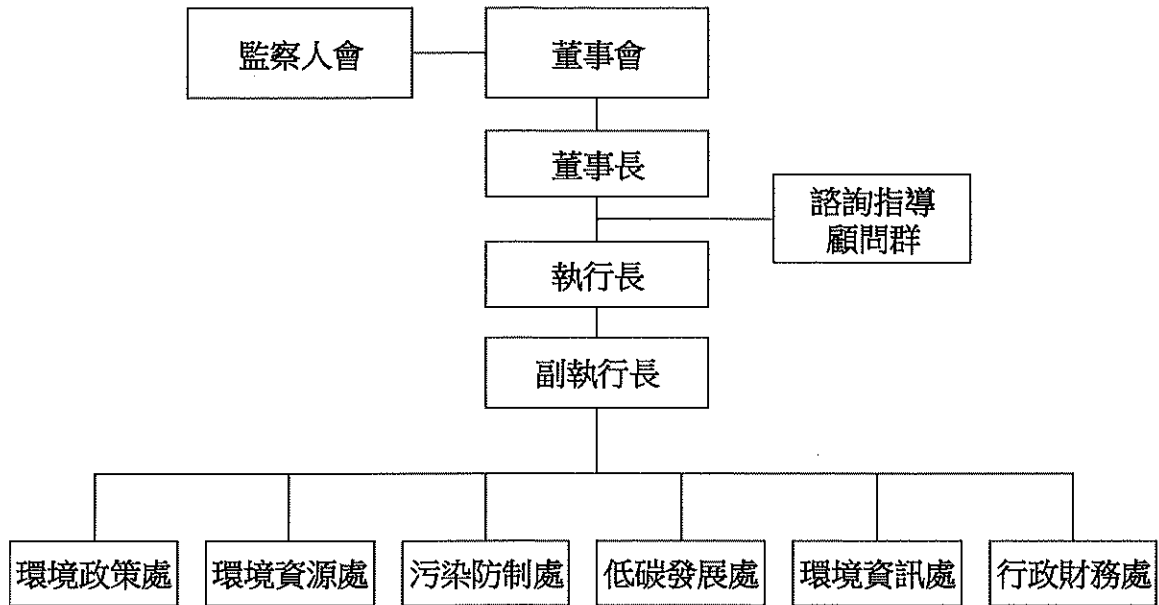 監察人會
董事會
董事長
諮詢指導
顧問群
執行長
副執行長
環境政策處
環境資源處
污染防制處
低碳發展處
環境資訊處
行政財務處